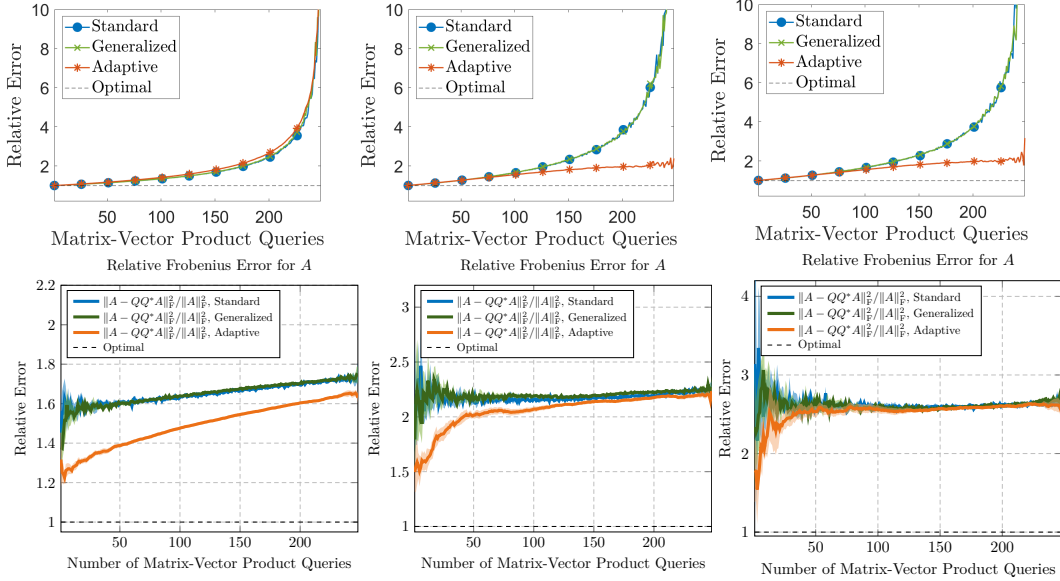 10
8
6
4
2
Relative Error
Standard
Generalized
Adaptive
Optimal
50 100 150 200
Matrix-Vector Product Queries
10
8
6
4
2
Relative Error
Standard
Generalized
Adaptive
Optimal
50 100 150 200
Matrix-Vector Product Queries
10
8
6
4
2
Relative Error
Standard
Generalized
Adaptive
Optimal
50 100 150 200
Matrix-Vector Product Queries
Relative Frobenius Error for A
2.2
2
1.8
1.6
1.4
1.2
1
Relative Error
‖A − QQ*A‖²_F/‖A‖²_F, Standard
‖A − QQ*A‖²_F/‖A‖²_F, Generalized
‖A − QQ*A‖²_F/‖A‖²_F, Adaptive
Optimal
50 100 150 200
Number of Matrix-Vector Product Queries
Relative Frobenius Error for A
3
2.5
2
1.5
1
Relative Error
‖A − QQ*A‖²_F/‖A‖²_F, Standard
‖A − QQ*A‖²_F/‖A‖²_F, Generalized
‖A − QQ*A‖²_F/‖A‖²_F, Adaptive
Optimal
50 100 150 200
Number of Matrix-Vector Product Queries
Relative Frobenius Error for A
4
3
2
1
Relative Error
‖A − QQ*A‖²_F/‖A‖²_F, Standard
‖A − QQ*A‖²_F/‖A‖²_F, Generalized
‖A − QQ*A‖²_F/‖A‖²_F, Adaptive
Optimal
50 100 150 200
Number of Matrix-Vector Product Queries